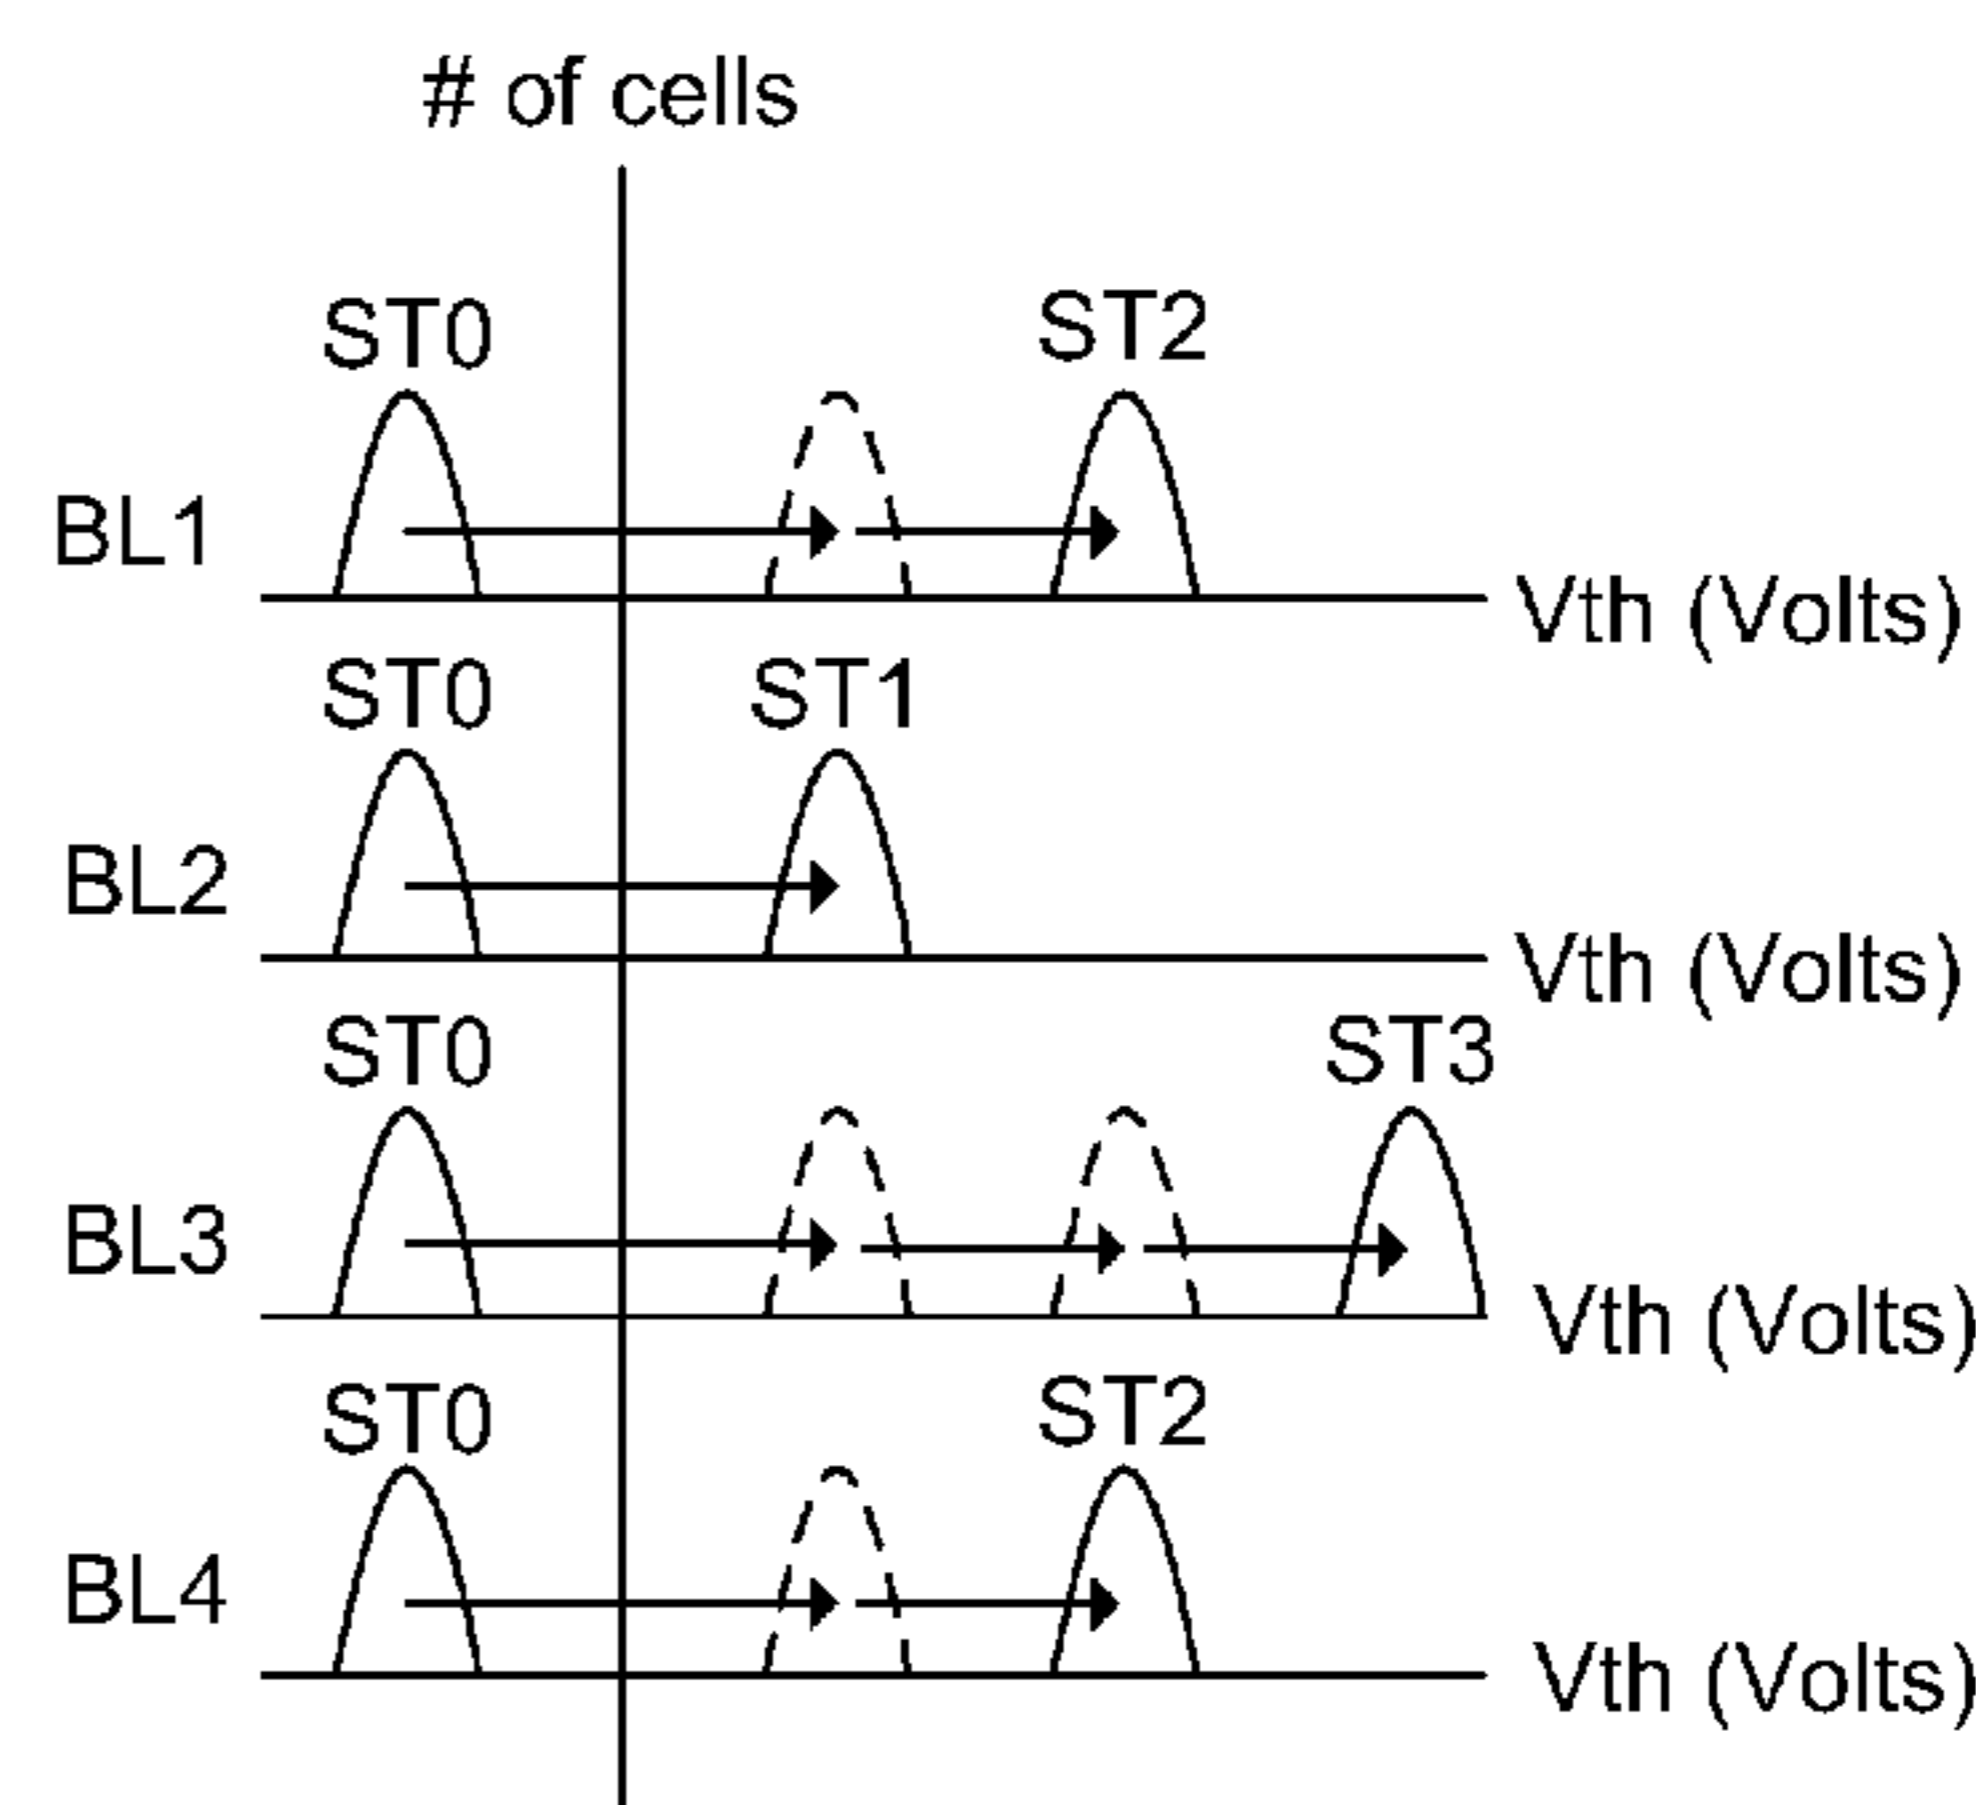 # of cells
ST0 ST2
BL1
Vth (Volts)
ST0 ST1
BL2
Vth (Volts)
ST0 ST3
BL3
Vth (Volts)
ST0 ST2
BL4
Vth (Volts)